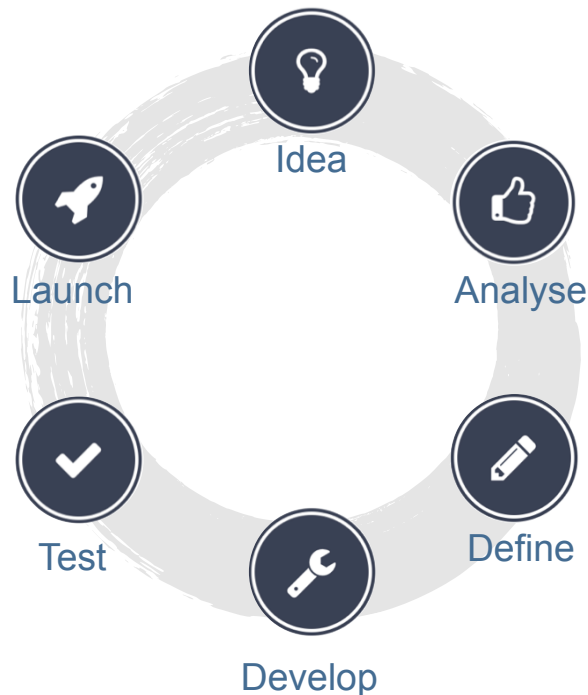 Idea
Analyse
Define
Develop
Test
Launch